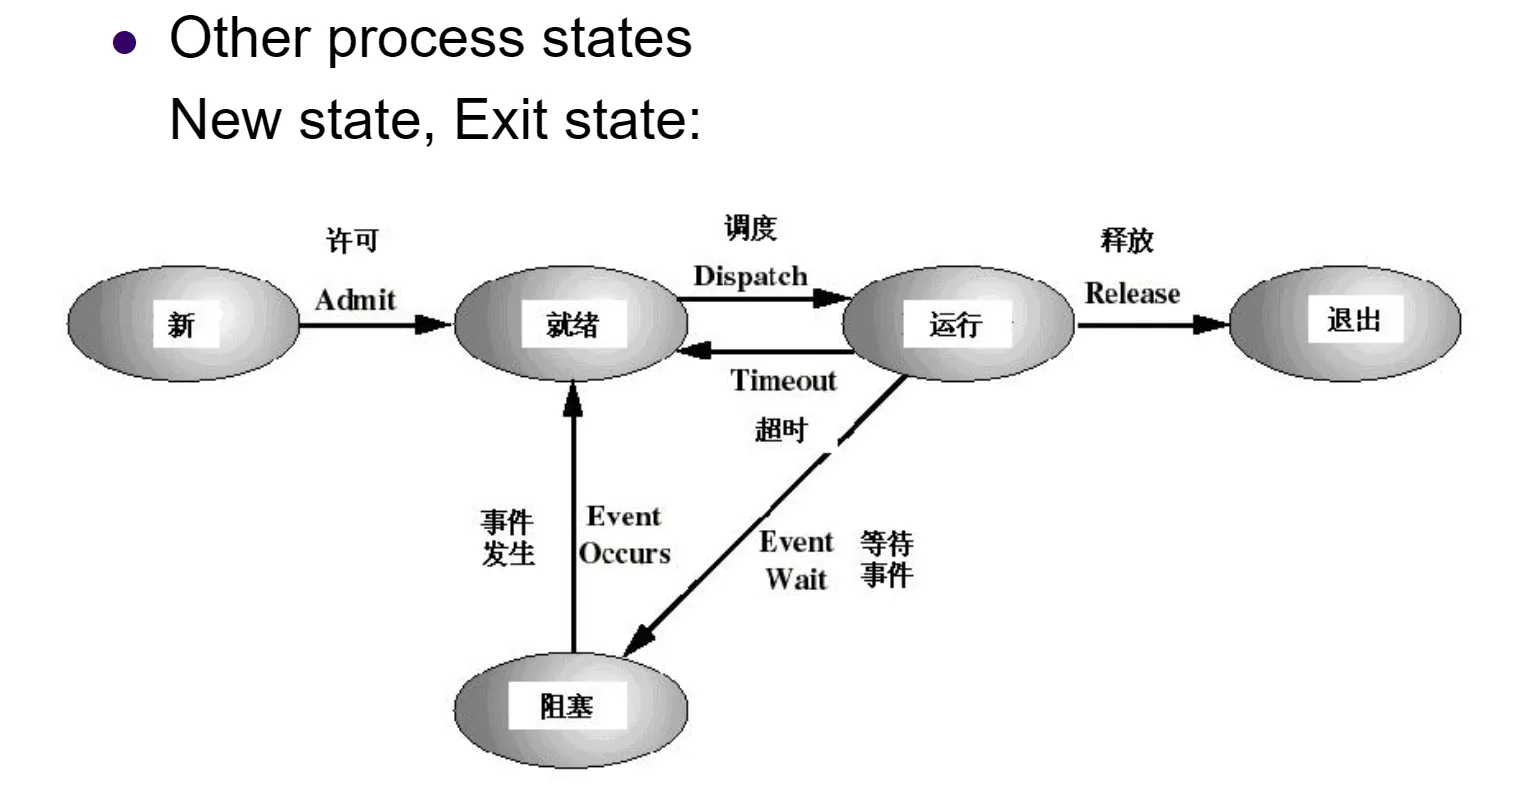 Other process states
New state, Exit state:
许可
Admit
调度
Dispatch
释放
Release
新
就绪
运行
退出
Timeout
超时
事件
发生
Event
Occurs
Event
Wait
等待
事件
阻塞